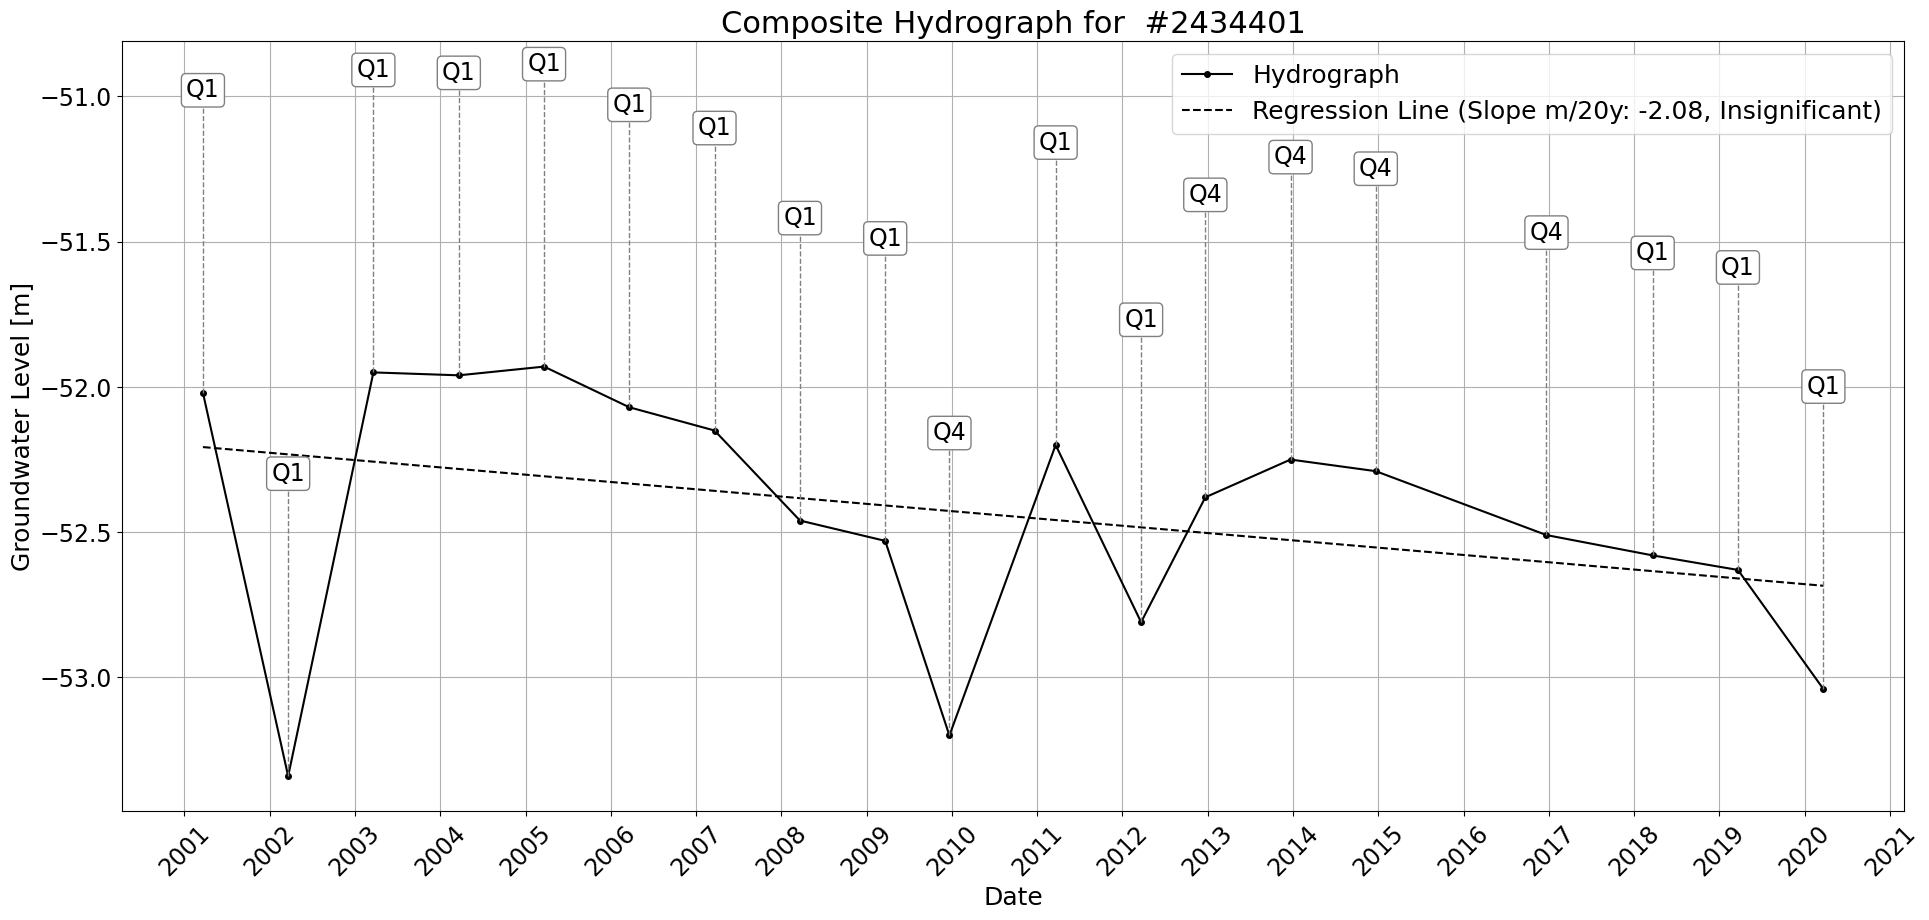 Composite Hydrograph for  #2434401
Hydrograph
Regression Line (Slope m/20y: -2.08, Insignificant)
Groundwater Level [m]
−51.0
−51.5
−52.0
−52.5
−53.0
Q1
Q1
Q1
Q1
Q1
Q1
Q1
Q1
Q1
Q4
Q1
Q1
Q4
Q4
Q4
Q4
Q1
Q1
Q1
2001
2002
2003
2004
2005
2006
2007
2008
2009
2010
2011
2012
2013
2014
2015
2016
2017
2018
2019
2020
2021
Date